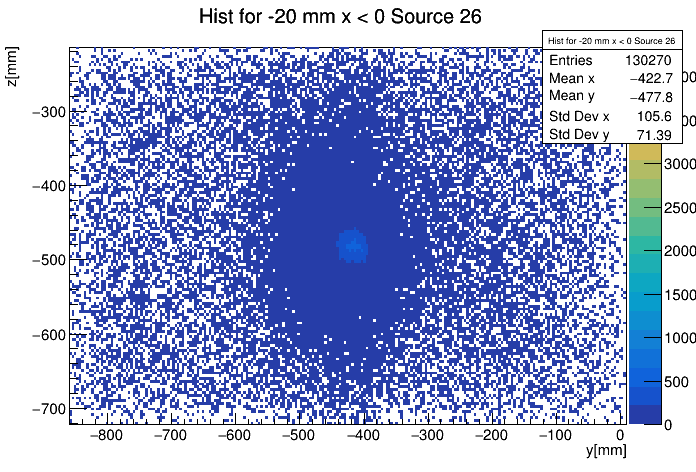 Hist for -20 mm x < 0 Source 26
z[mm]
Hist for -20 mm x < 0 Source 26
Entries 130270
Mean x −422.7
Mean y −477.8
Std Dev x 105.6
Std Dev y 71.39
−300
−400
−500
−600
−700
−800 −700 −600 −500 −400 −300 −200 −100 0
y[mm]
3000
2500
2000
1500
1000
500
0